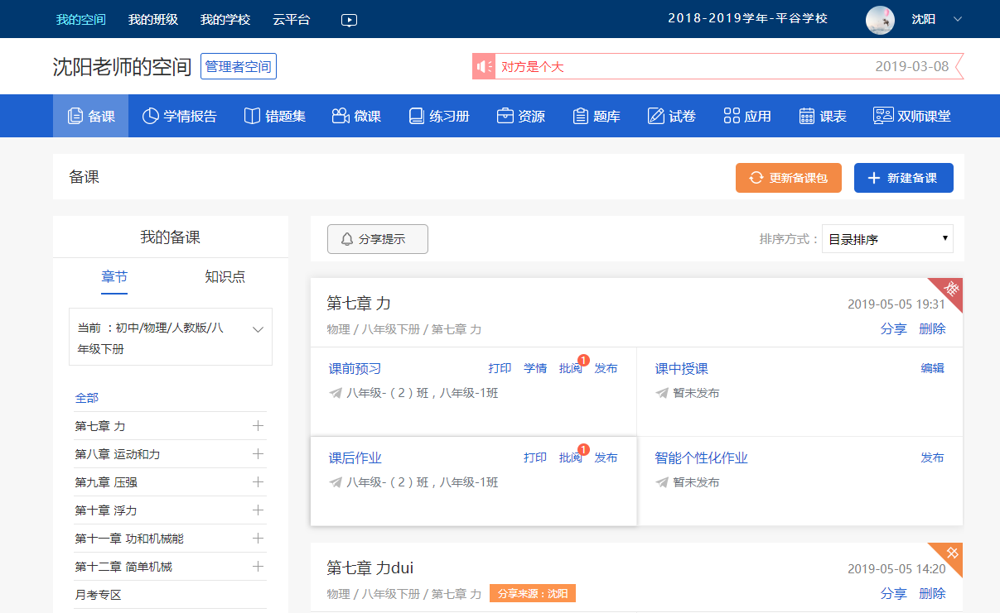 我的空间 我的班级 我的学校 云平台 2018-2019学年-平谷学校 沈阳
沈阳老师的空间 管理者空间 对方是个大 2019-03-08
备课 学情报告 错题集 微课 练习册 资源 题库 试卷 应用 课表 双师课堂
备课 更新备课包 新建备课
我的备课
章节 知识点
当前 ：初中/物理/人教版/八
年级下册
全部
第七章 力
第八章 运动和力
第九章 压强
第十章 浮力
第十一章 功和机械能
第十二章 简单机械
月考专区
分享提示 排序方式： 目录排序
第七章 力 2019-05-05 19:31 难
物理 / 八年级下册 / 第七章 力 分享 删除
课前预习 打印 学情 批阅 1 发布
八年级-（2）班，八年级-1班
课中授课 编辑
暂未发布
课后作业 打印 批阅 1 发布
八年级-（2）班，八年级-1班
智能个性化作业 发布
暂未发布
第七章 力dui 2019-05-05 14:20
物理 / 八年级下册 / 第七章 力 分享来源：沈阳 分享 删除